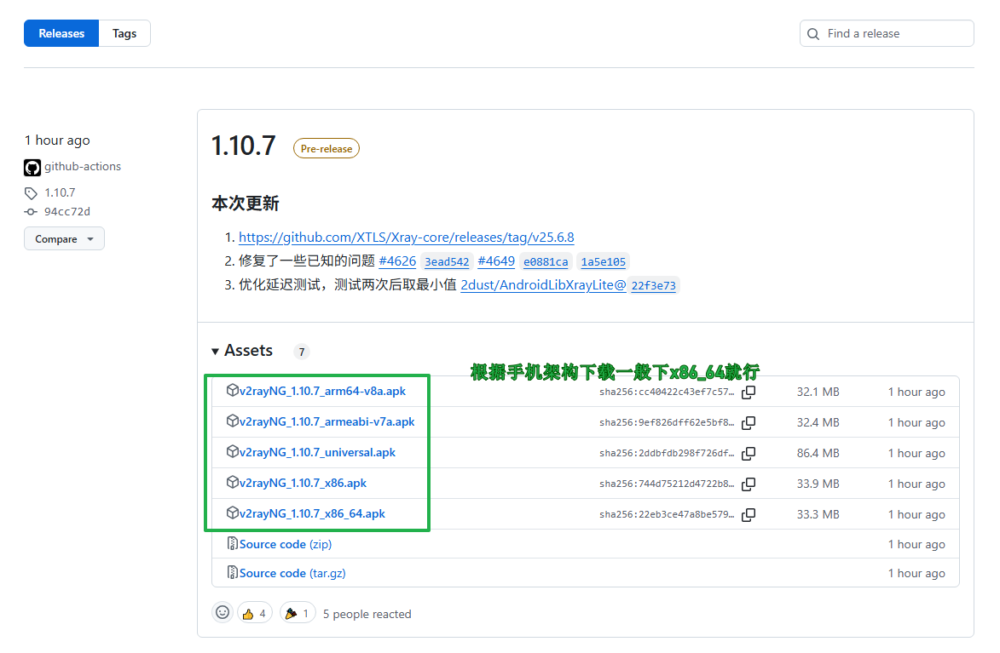 Releases
Tags
Find a release
1 hour ago
github-actions
1.10.7
94cc72d
Compare
1.10.7
Pre-release
本次更新
1. https://github.com/XTLS/Xray-core/releases/tag/v25.6.8
2. 修复了一些已知的问题 #4626 3ead542 #4649 e0881ca 1a5e105
3. 优化延迟测试，测试两次后取最小值 2dust/AndroidLibXrayLite@ 22f3e73
Assets 7
根据手机架构下载一般下x86_64就行
v2rayNG_1.10.7_arm64-v8a.apk sha256:cc40422c43ef7c57… 32.1 MB 1 hour ago
v2rayNG_1.10.7_armeabi-v7a.apk sha256:9ef826dff62e5bf8… 32.4 MB 1 hour ago
v2rayNG_1.10.7_universal.apk sha256:2ddbfdb298f726df… 86.4 MB 1 hour ago
v2rayNG_1.10.7_x86.apk sha256:744d75212d4722b8… 33.9 MB 1 hour ago
v2rayNG_1.10.7_x86_64.apk sha256:22eb3ce47a8be579… 33.3 MB 1 hour ago
Source code (zip) 1 hour ago
Source code (tar.gz) 1 hour ago
4 1 5 people reacted